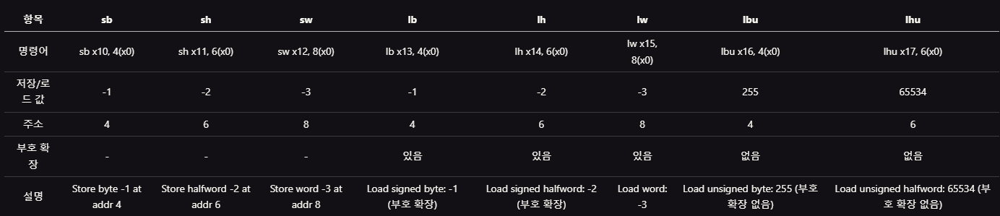 항목 sb sh sw lb lh lw lbu lhu
명령어 sb x10, 4(x0) sh x11, 6(x0) sw x12, 8(x0) lb x13, 4(x0) lh x14, 6(x0) lw x15, 8(x0) lbu x16, 4(x0) lhu x17, 6(x0)
저장/로드 값 -1 -2 -3 -1 -2 -3 255 65534
주소 4 6 8 4 6 8 4 6
부호 확장 - - - 있음 있음 있음 없음 없음
설명 Store byte -1 at addr 4 Store halfword -2 at addr 6 Store word -3 at addr 8 Load signed byte: -1 (부호 확장) Load signed halfword: -2 (부호 확장) Load word: -3 Load unsigned byte: 255 (부호 확장 없음) Load unsigned halfword: 65534 (부호 확장 없음)